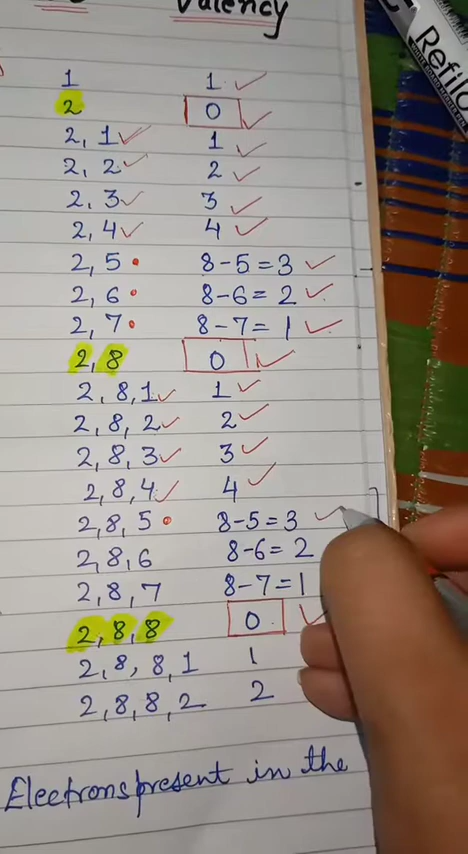 Valency
1 1
2 0
2, 1 1
2, 2 2
2, 3 3
2, 4 4
2, 5 8-5=3
2, 6 8-6=2
2, 7 8-7=1
2, 8 0
2, 8, 1 1
2, 8, 2 2
2, 8, 3 3
2, 8, 4 4
2, 8, 5 8-5=3
2, 8, 6 8-6=2
2, 8, 7 8-7=1
2, 8, 8 0
2, 8, 8, 1 1
2, 8, 8, 2 2
Electrons present in the